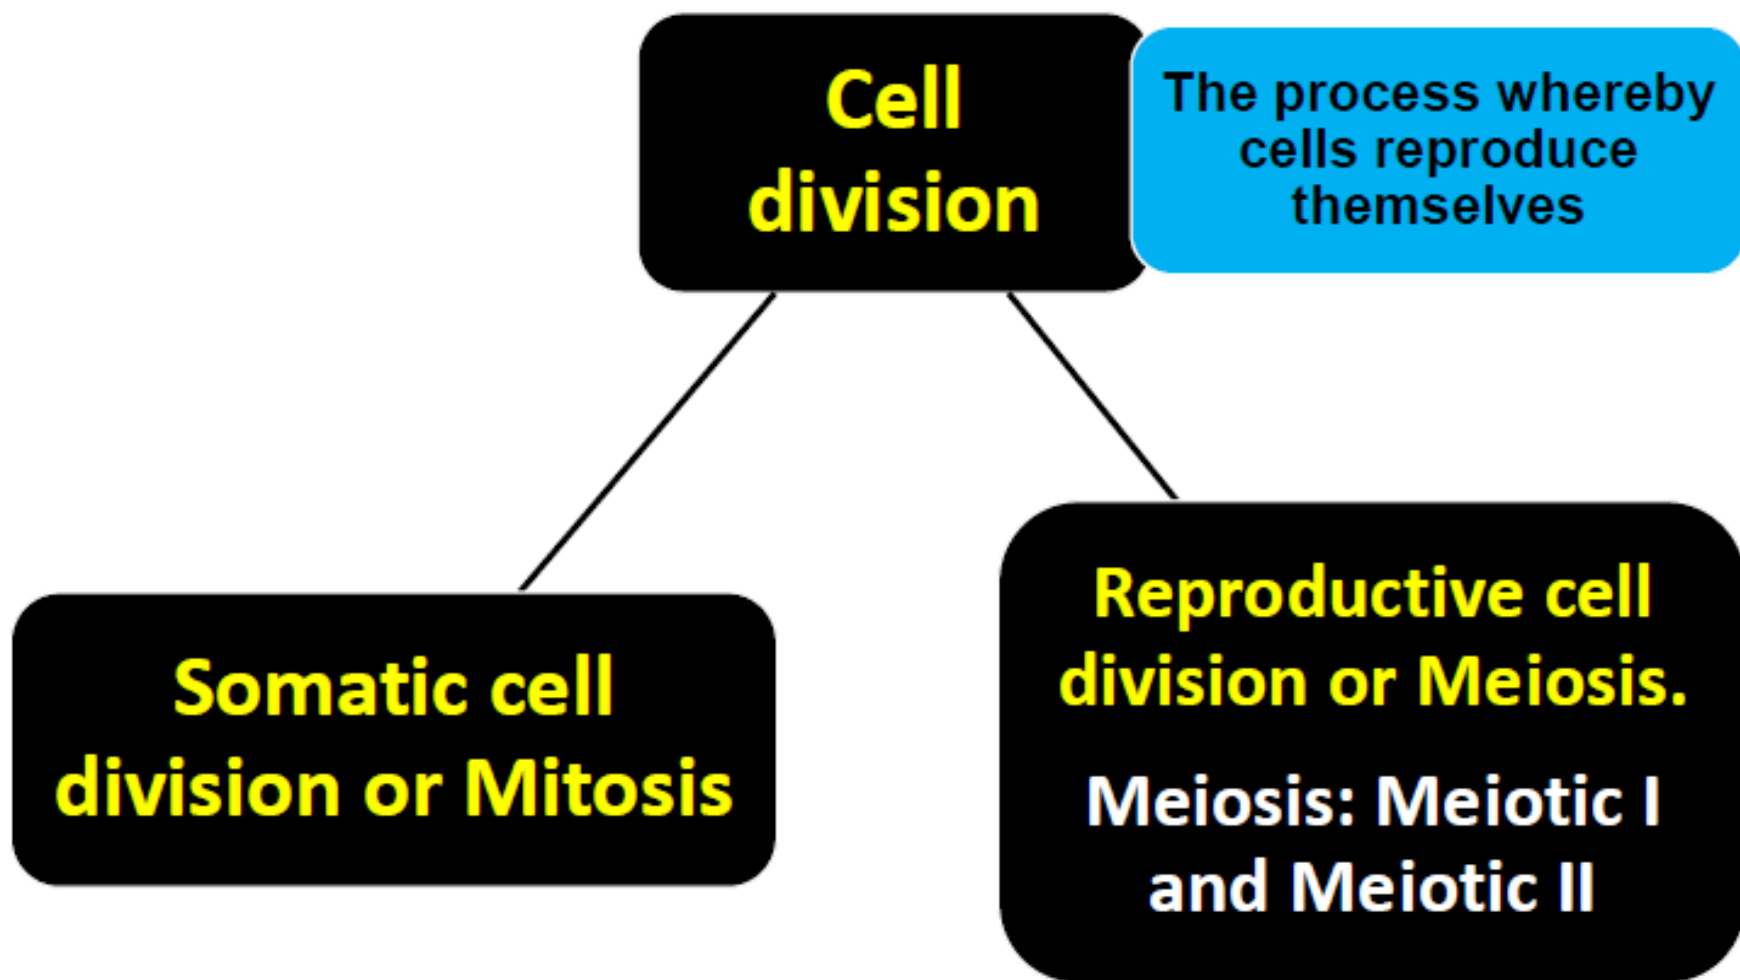 Cell
division
The process whereby
cells reproduce
themselves
Somatic cell
division or Mitosis
Reproductive cell
division or Meiosis.
Meiosis: Meiotic I
and Meiotic II